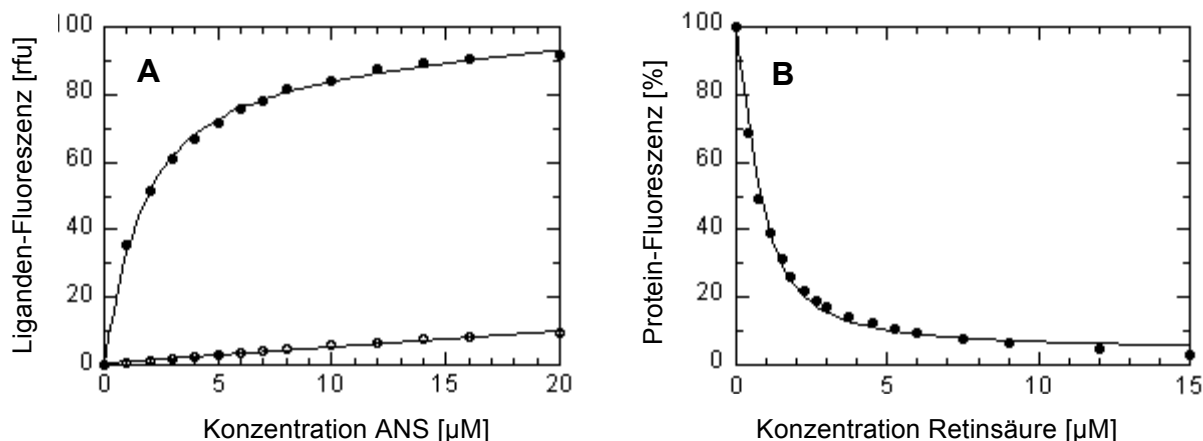 A
Liganden-Fluoreszenz [rfu]
100
80
60
40
20
0
0 5 10 15 20
Konzentration ANS [µM]
B
Protein-Fluoreszenz [%]
100
80
60
40
20
0
0 5 10 15
Konzentration Retinsäure [µM]